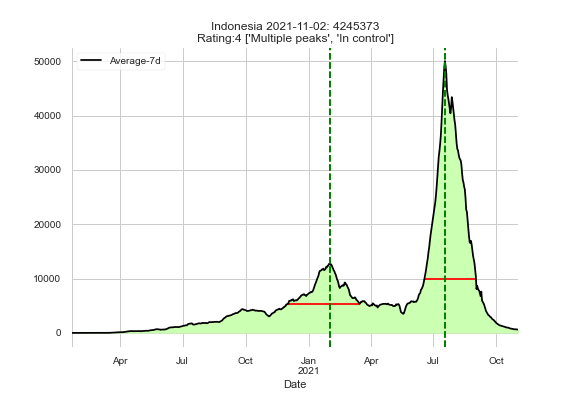 Indonesia 2021-11-02: 4245373
Rating:4 ['Multiple peaks', 'In control']
Average-7d
50000
40000
30000
20000
10000
0
Apr Jul Oct Jan Apr Jul Oct
2021
Date